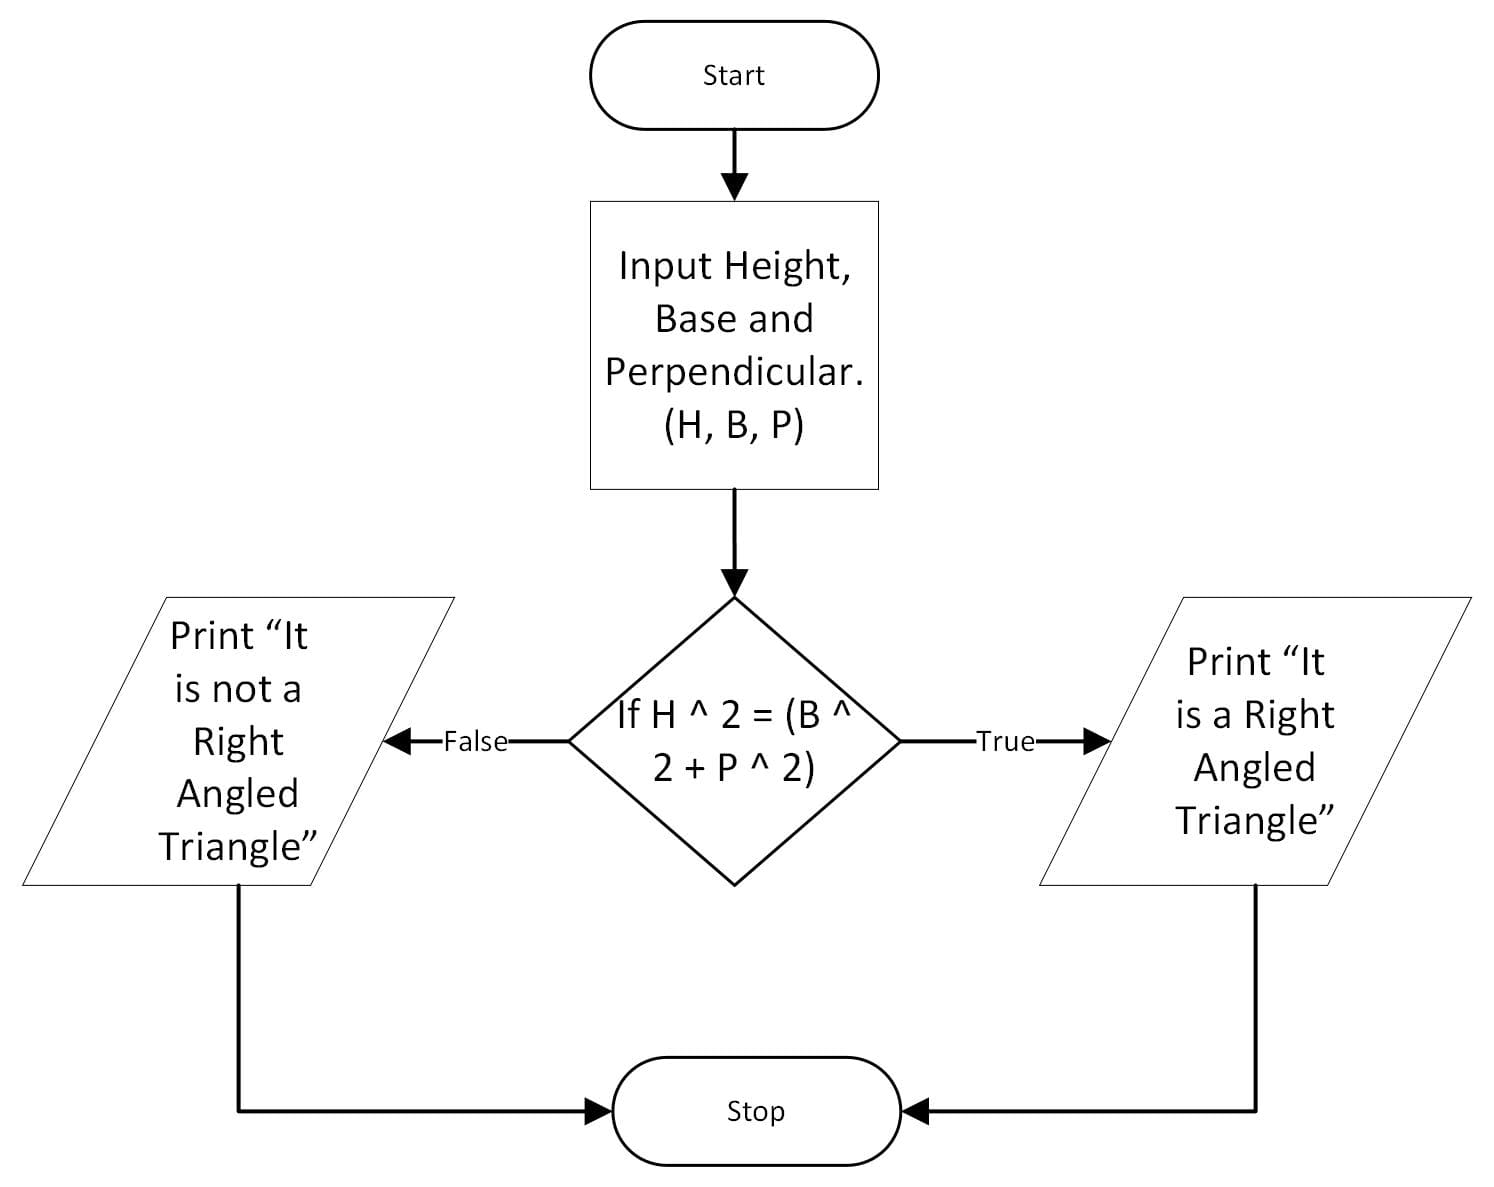 Start
Input Height,
Base and
Perpendicular.
(H, B, P)
Print “It
is not a
Right
Angled
Triangle”
False
If H ^ 2 = (B ^
2 + P ^ 2)
True
Print “It
is a Right
Angled
Triangle”
Stop